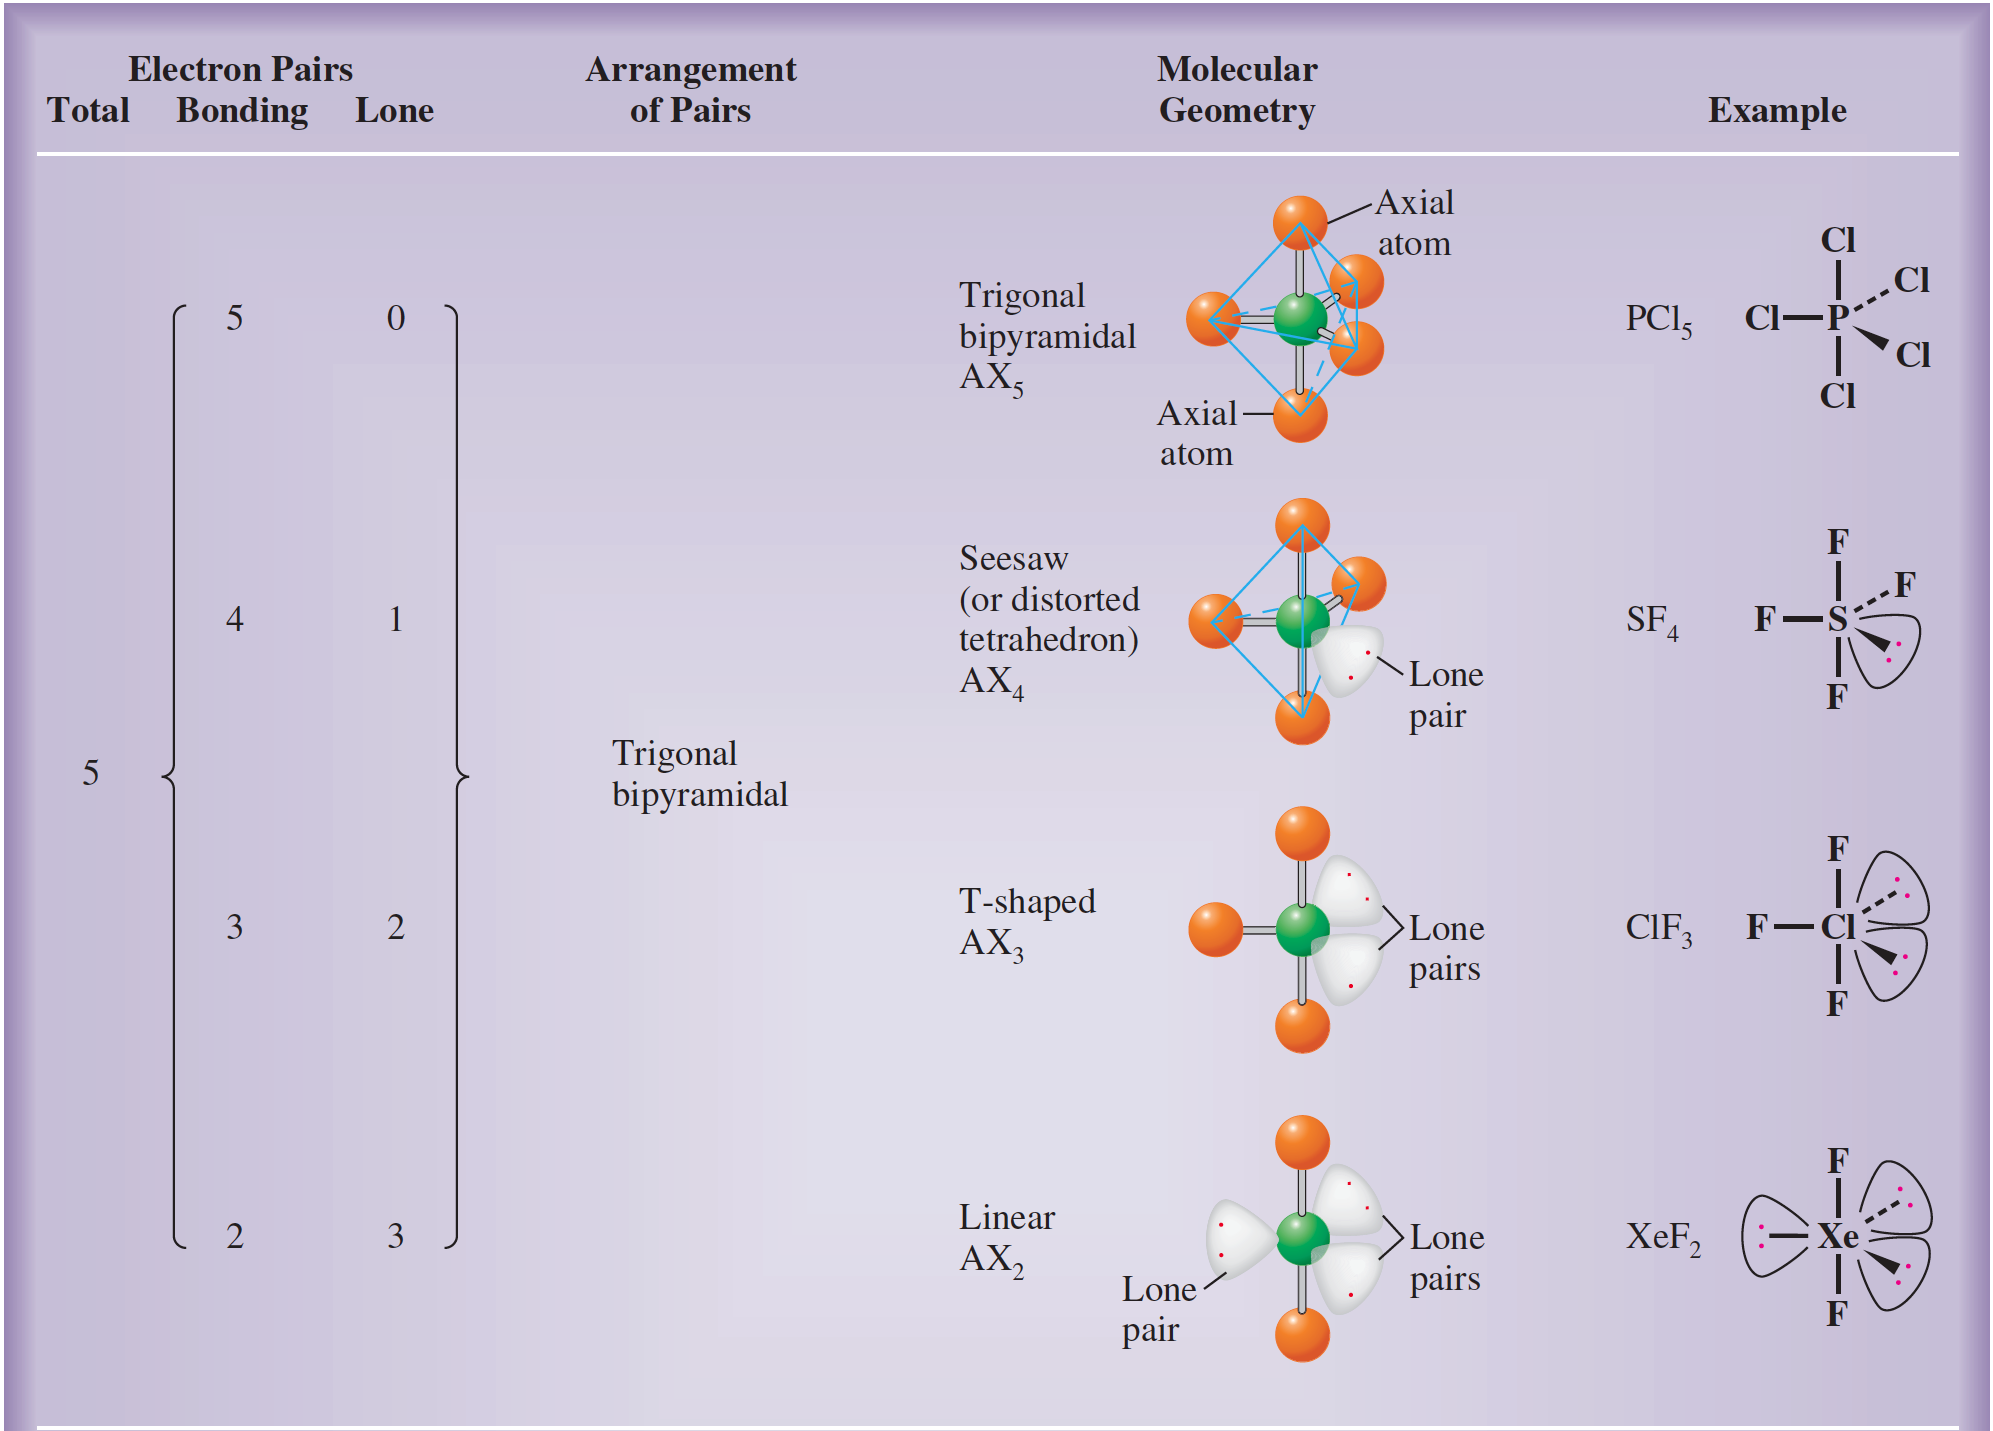 Electron Pairs
Total Bonding Lone
Arrangement
of Pairs
Molecular
Geometry
Example
5
5 0
4 1
3 2
2 3
Trigonal
bipyramidal
Trigonal
bipyramidal
AX₅
Axial
atom
Axial
atom
PCl₅
Cl
Cl
Cl P
Cl
Cl
Seesaw
(or distorted
tetrahedron)
AX₄
Lone
pair
SF₄
F
F
F S
F
T-shaped
AX₃
Lone
pairs
ClF₃
F
F Cl
F
Linear
AX₂
Lone
pair
Lone
pairs
XeF₂
F
Xe
F